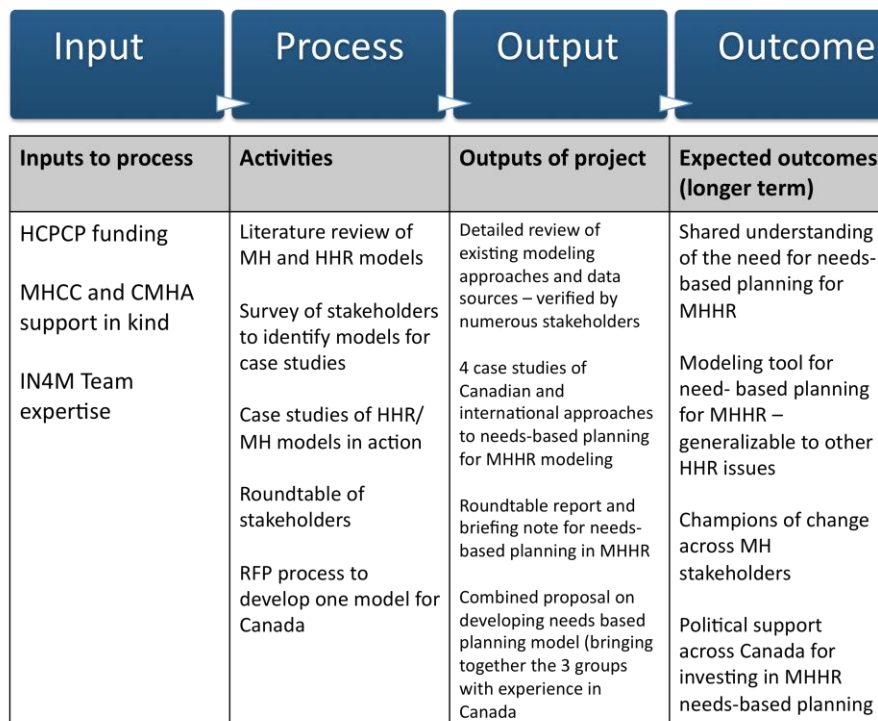 Input
Process
Output
Outcome
Inputs to process
Activities
Outputs of project
Expected outcomes
(longer term)
HCPCP funding
MHCC and CMHA
support in kind
IN4M Team
expertise
Literature review of
MH and HHR models
Survey of stakeholders
to identify models for
case studies
Case studies of HHR/
MH models in action
Roundtable of
stakeholders
RFP process to
develop one model for
Canada
Detailed review of
existing modeling
approaches and data
sources – verified by
numerous stakeholders
4 case studies of
Canadian and
international approaches
to needs-based planning
for MHHR modeling
Roundtable report and
briefing note for needs-
based planning in MHHR
Combined proposal on
developing needs based
planning model (bringing
together the 3 groups
with experience in
Canada
Shared understanding
of the need for needs-
based planning for
MHHR
Modeling tool for
need- based planning
for MHHR –
generalizable to other
HHR issues
Champions of change
across MH
stakeholders
Political support
across Canada for
investing in MHHR
needs-based planning